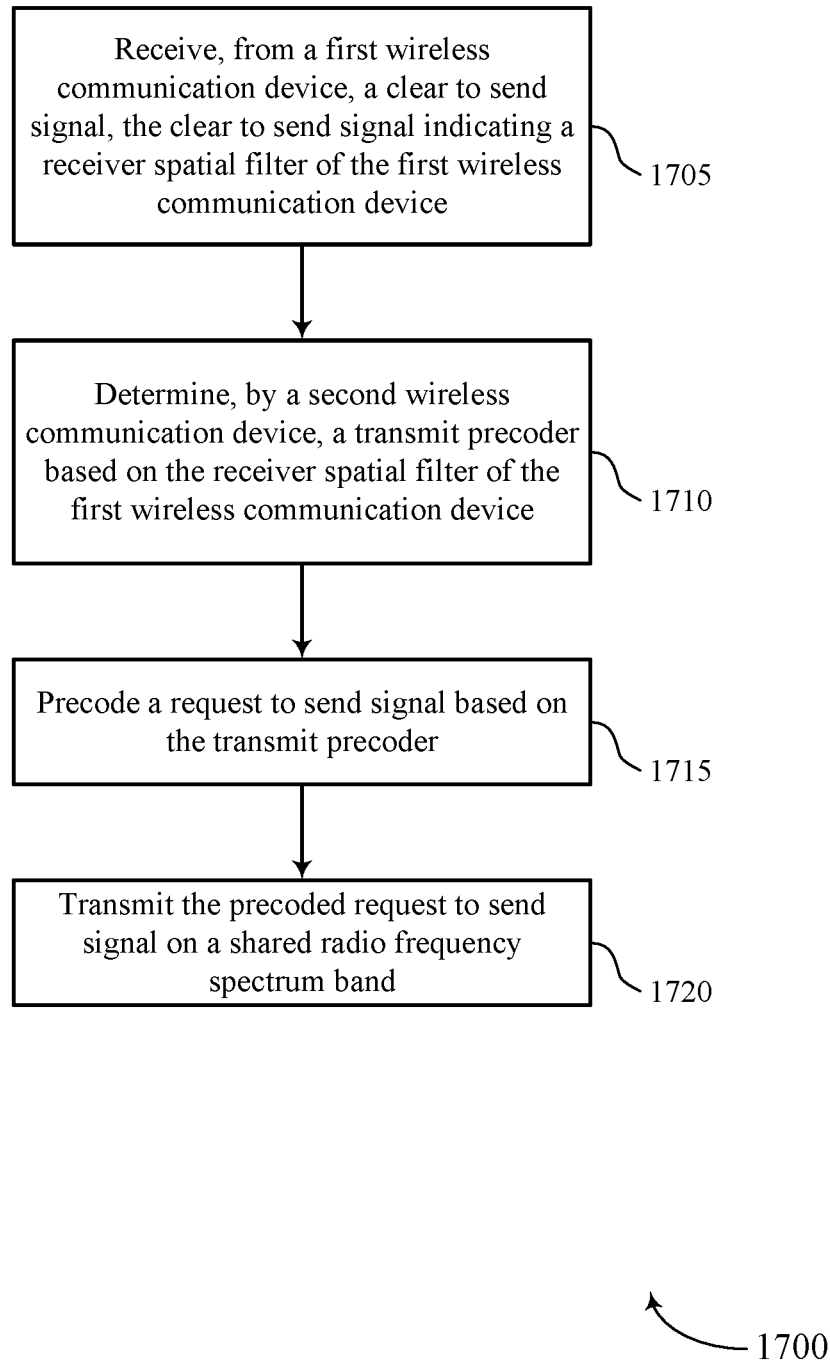 Receive, from a first wireless
communication device, a clear to send
signal, the clear to send signal indicating a
receiver spatial filter of the first wireless
communication device
1705
Determine, by a second wireless
communication device, a transmit precoder
based on the receiver spatial filter of the
first wireless communication device
1710
Precode a request to send signal based on
the transmit precoder
1715
Transmit the precoded request to send
signal on a shared radio frequency
spectrum band
1720
1700